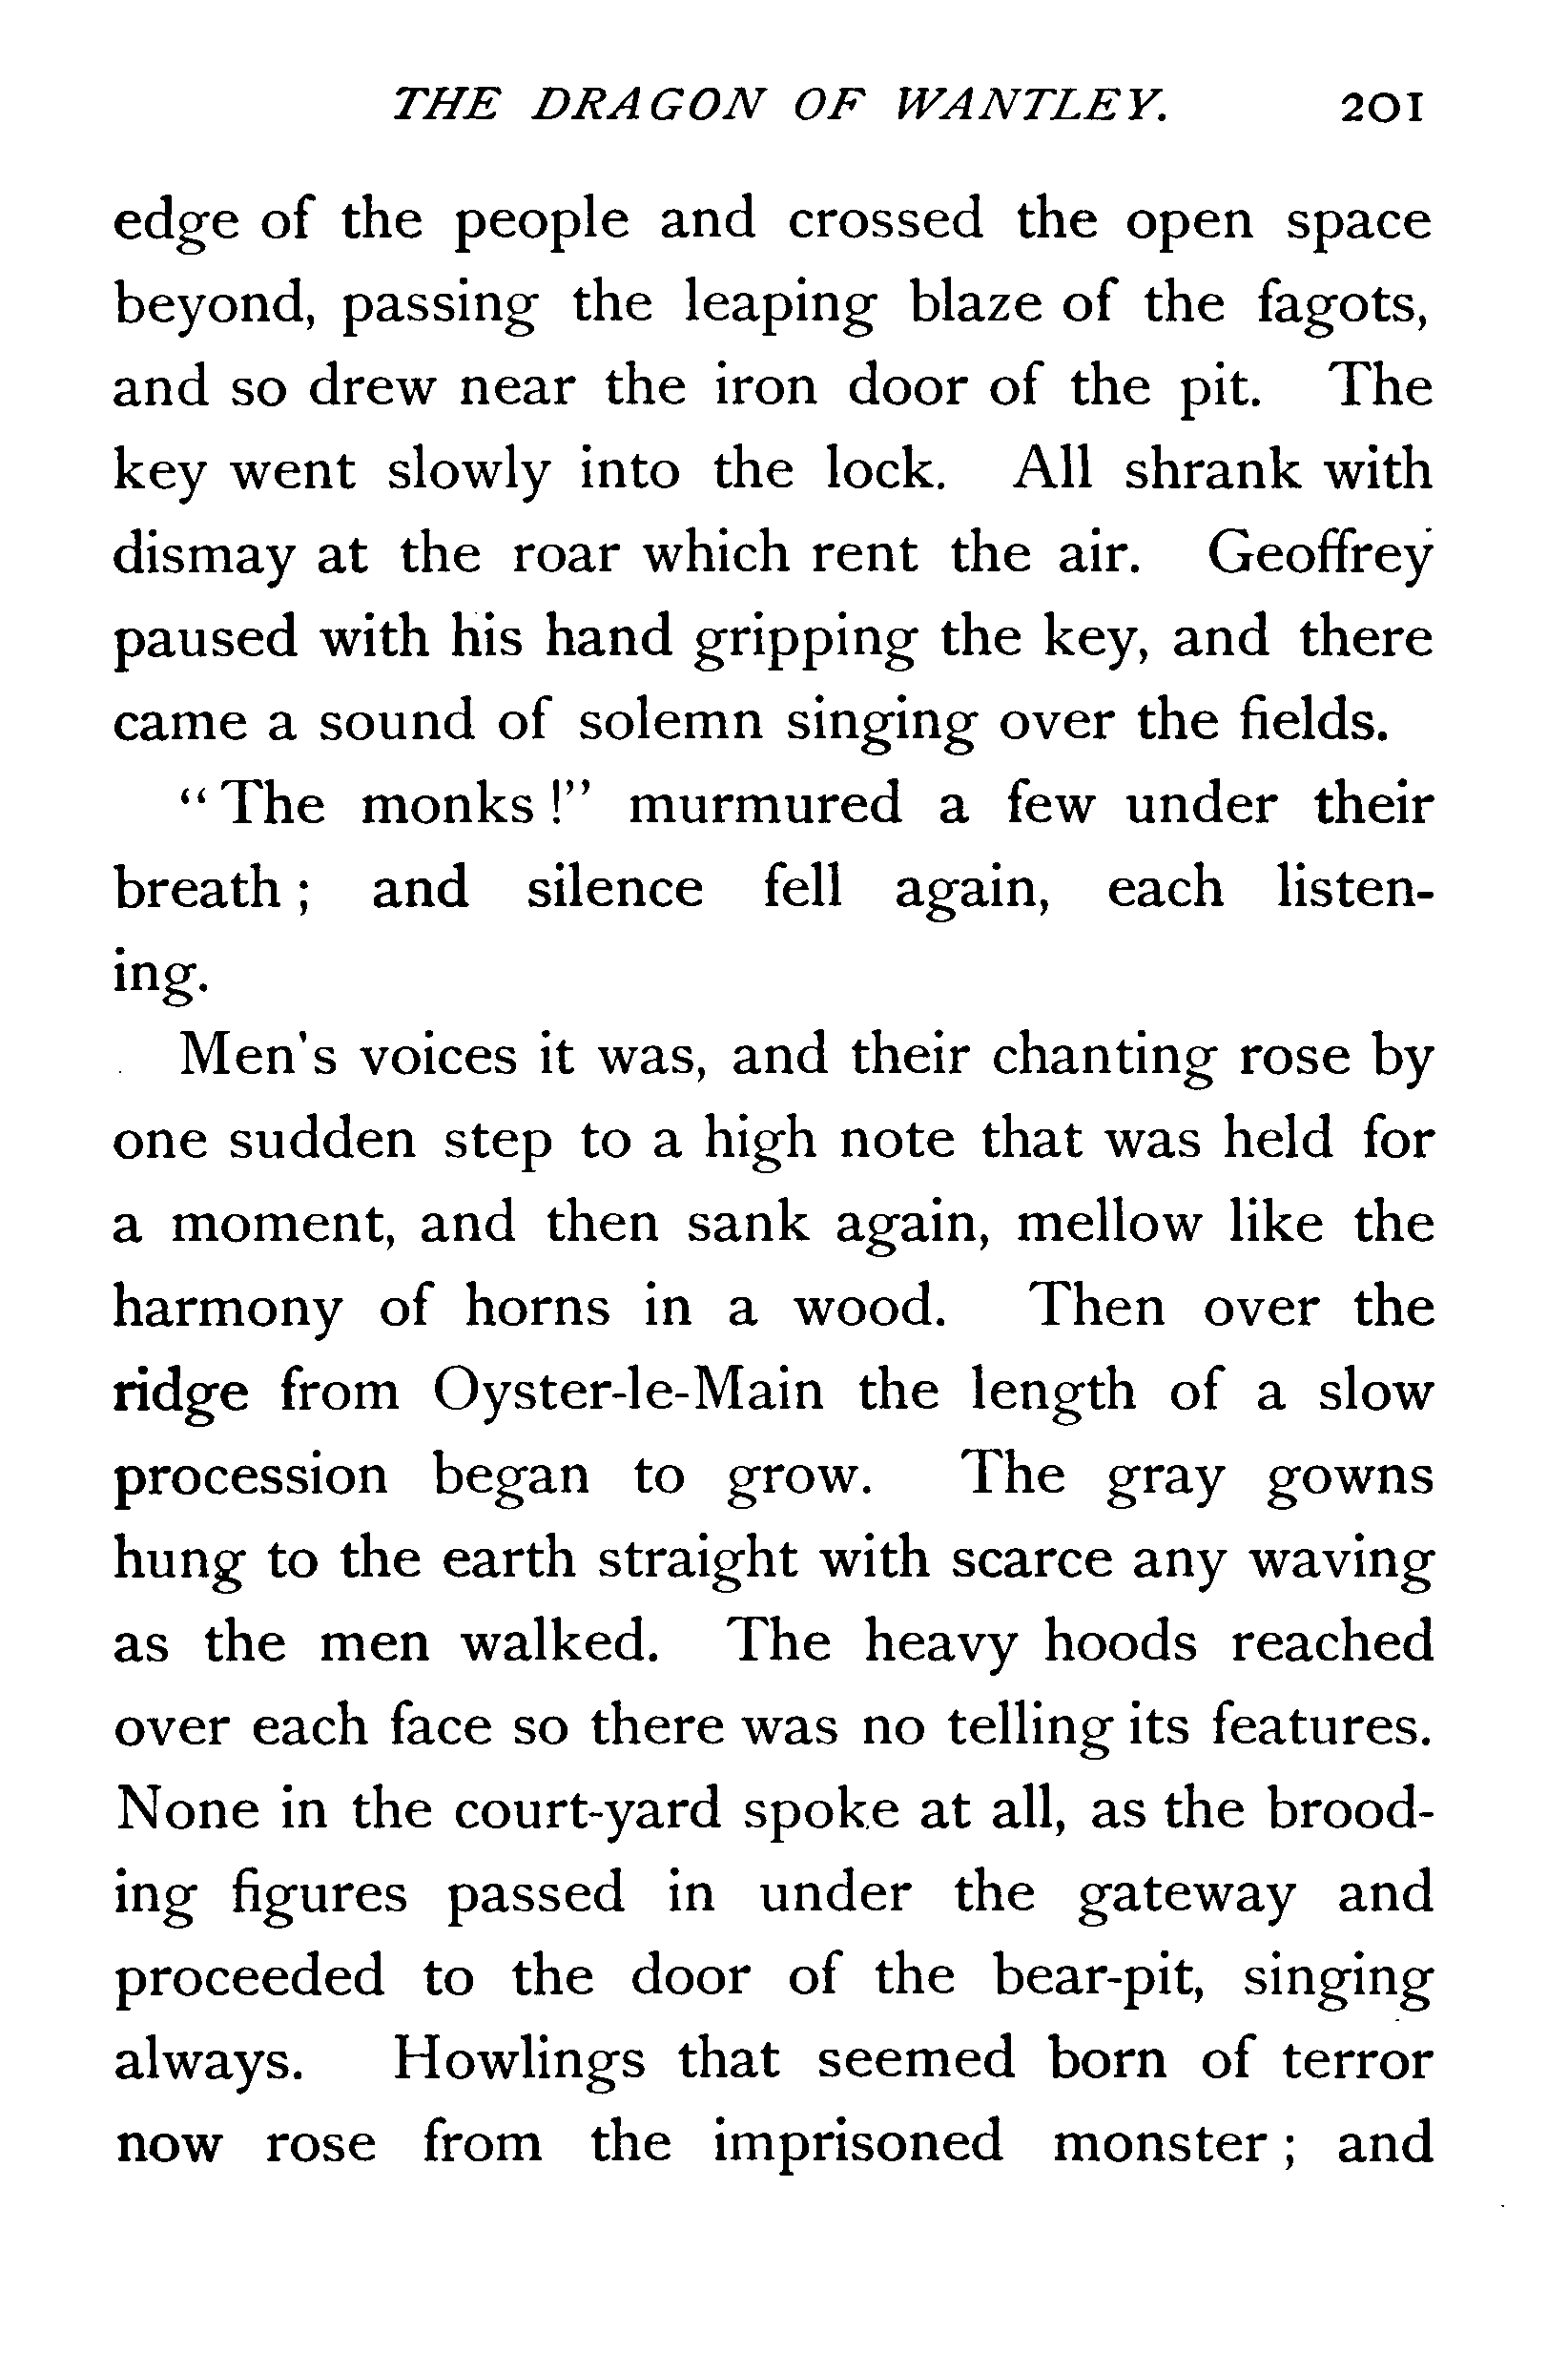 THE DRAGON OF WANTLEY. 201
edge of the people and crossed the open space
beyond, passing the leaping blaze of the fagots,
and so drew near the iron door of the pit. The
key went slowly into the lock. All shrank with
dismay at the roar which rent the air. Geoffrey
paused with his hand gripping the key, and there
came a sound of solemn singing over the fields.
“The monks!” murmured a few under their
breath; and silence fell again, each listen-
ing.
Men's voices it was, and their chanting rose by
one sudden step to a high note that was held for
a moment, and then sank again, mellow like the
harmony of horns in a wood. Then over the
ridge from Oyster-le-Main the length of a slow
procession began to grow. The gray gowns
hung to the earth straight with scarce any waving
as the men walked. The heavy hoods reached
over each face so there was no telling its features.
None in the court-yard spoke at all, as the brood-
ing figures passed in under the gateway and
proceeded to the door of the bear-pit, singing
always. Howlings that seemed born of terror
now rose from the imprisoned monster; and